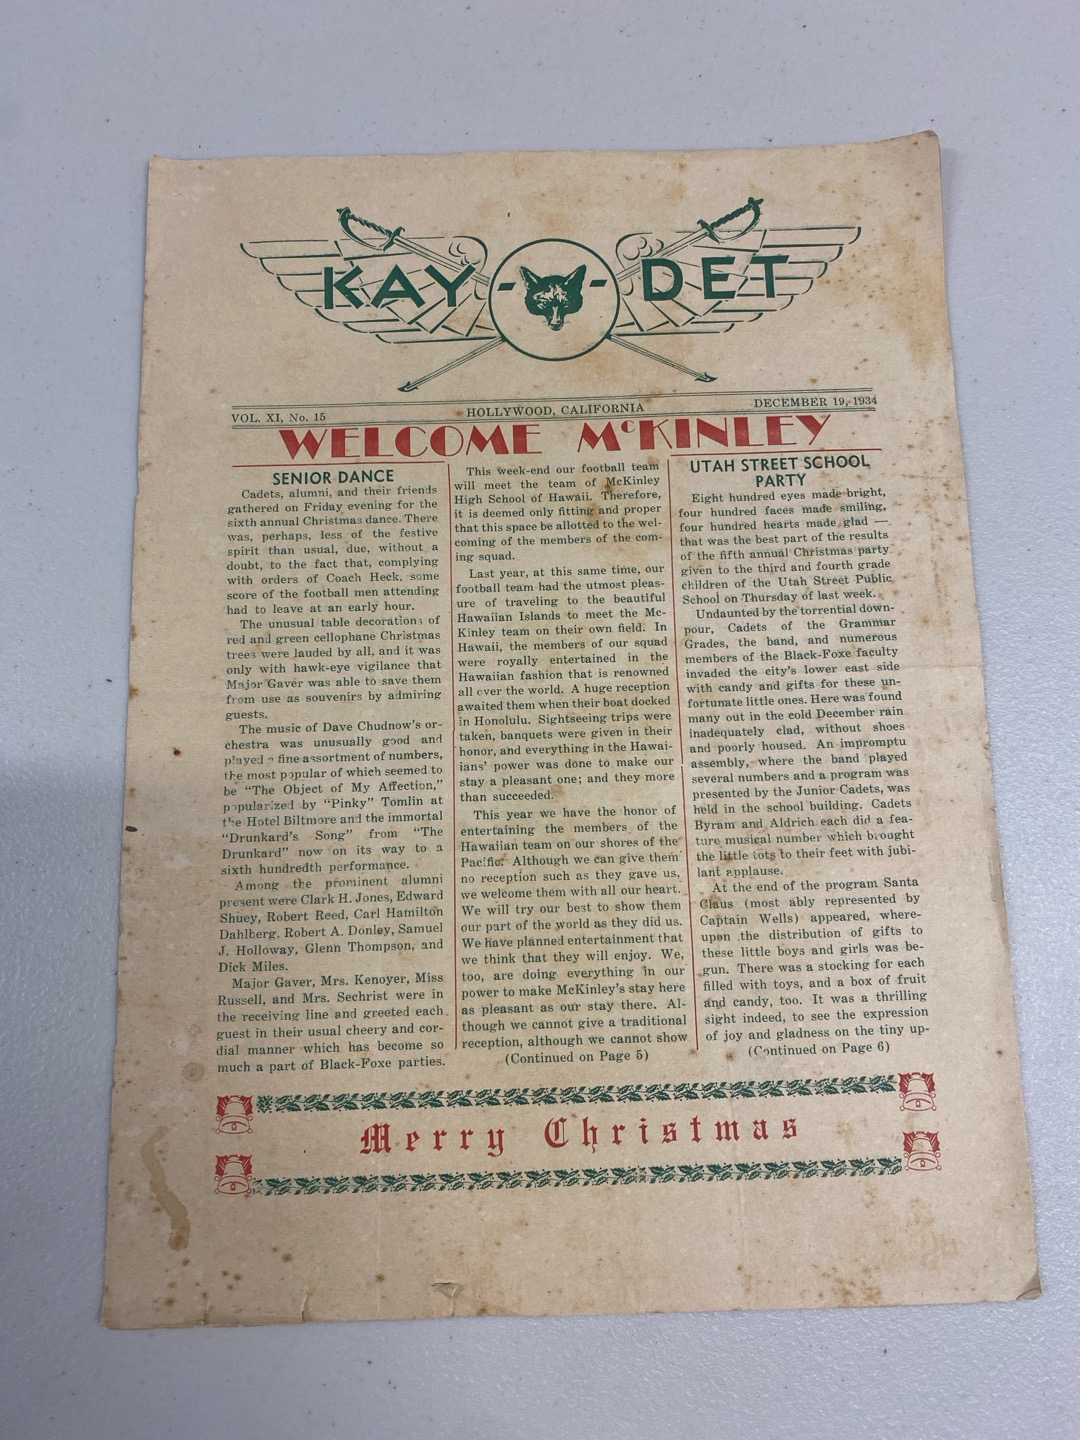 KAY - DET
VOL. XI, No. 15
HOLLYWOOD, CALIFORNIA
DECEMBER 19, 1934
WELCOME McKINLEY
SENIOR DANCE
Cadets, alumni, and their friends
gathered on Friday evening for the
sixth annual Christmas dance. There
was, perhaps, less of the festive
spirit than usual, due, without a
doubt, to the fact that, complying
with orders of Coach Heck, some
score of the football men attending
had to leave at an early hour.
The unusual table decorations of
red and green cellophane Christmas
trees were lauded by all, and it was
only with hawk-eye vigilance that
Major Gaver was able to save them
from use as souvenirs by admiring
guests.
The music of Dave Chudnow's or-
chestra was unusually good and
played a fine assortment of numbers,
the most popular of which seemed to
be "The Object of My Affection,"
popularized by "Pinky" Tomlin at
the Hotel Biltmore and the immortal
"Drunkard's Song" from "The
Drunkard" now on its way to a
sixth hundredth performance.
Among the prominent alumni
present were Clark H. Jones, Edward
Shuey, Robert Reed, Carl Hamilton
Dahlberg, Robert A. Donley, Samuel
J. Holloway, Glenn Thompson, and
Dick Miles.
Major Gaver, Mrs. Kenoyer, Miss
Russell, and Mrs. Sechrist were in
the receiving line and greeted each
guest in their usual cheery and cor-
dial manner which has become so
much a part of Black-Foxe parties.
This week-end our football team
will meet the team of McKinley
High School of Hawaii. Therefore,
it is deemed only fitting and proper
that this space be allotted to the wel-
coming of the members of the com-
ing squad.
Last year, at this same time, our
football team had the utmost pleas-
ure of traveling to the beautiful
Hawaiian Islands to meet the Mc-
Kinley team on their own field. In
Hawaii, the members of our squad
were royally entertained in the
Hawaiian fashion that is renowned
all over the world. A huge reception
awaited them when their boat docked
in Honolulu. Sightseeing trips were
taken, banquets were given in their
honor, and everything in the Hawai-
ians' power was done to make our
stay a pleasant one; and they more
than succeeded.
This year we have the honor of
entertaining the members of the
Hawaiian team on our shores of the
Pacific. Although we can give them
no reception such as they gave us,
we welcome them with all our heart.
We will try our best to show them
our part of the world as they did us.
We have planned entertainment that
we think that they will enjoy. We,
too, are doing everything in our
power to make McKinley's stay here
as pleasant as our stay there. Al-
though we cannot give a traditional
reception, although we cannot show
(Continued on Page 5)
UTAH STREET SCHOOL
PARTY
Eight hundred eyes made bright,
four hundred faces made smiling,
four hundred hearts made glad —
that was the best part of the results
of the fifth annual Christmas party
given to the third and fourth grade
children of the Utah Street Public
School on Thursday of last week.
Undaunted by the torrential down-
pour, Cadets of the Grammar
Grades, the band, and numerous
members of the Black-Foxe faculty
invaded the city's lower east side
with candy and gifts for these un-
fortunate little ones. Here was found
many out in the cold December rain
inadequately clad, without shoes
and poorly housed. An impromptu
assembly, where the band played
several numbers and a program was
presented by the Junior Cadets, was
held in the school building. Cadets
Byram and Aldrich each did a fea-
ture musical number which brought
the little tots to their feet with jubi-
lant applause.
At the end of the program Santa
Claus (most ably represented by
Captain Wells) appeared, where-
upon the distribution of gifts to
these little boys and girls was be-
gun. There was a stocking for each
filled with toys, and a box of fruit
and candy, too. It was a thrilling
sight indeed, to see the expression
of joy and gladness on the tiny up-
(Continued on Page 6)
Merry Christmas